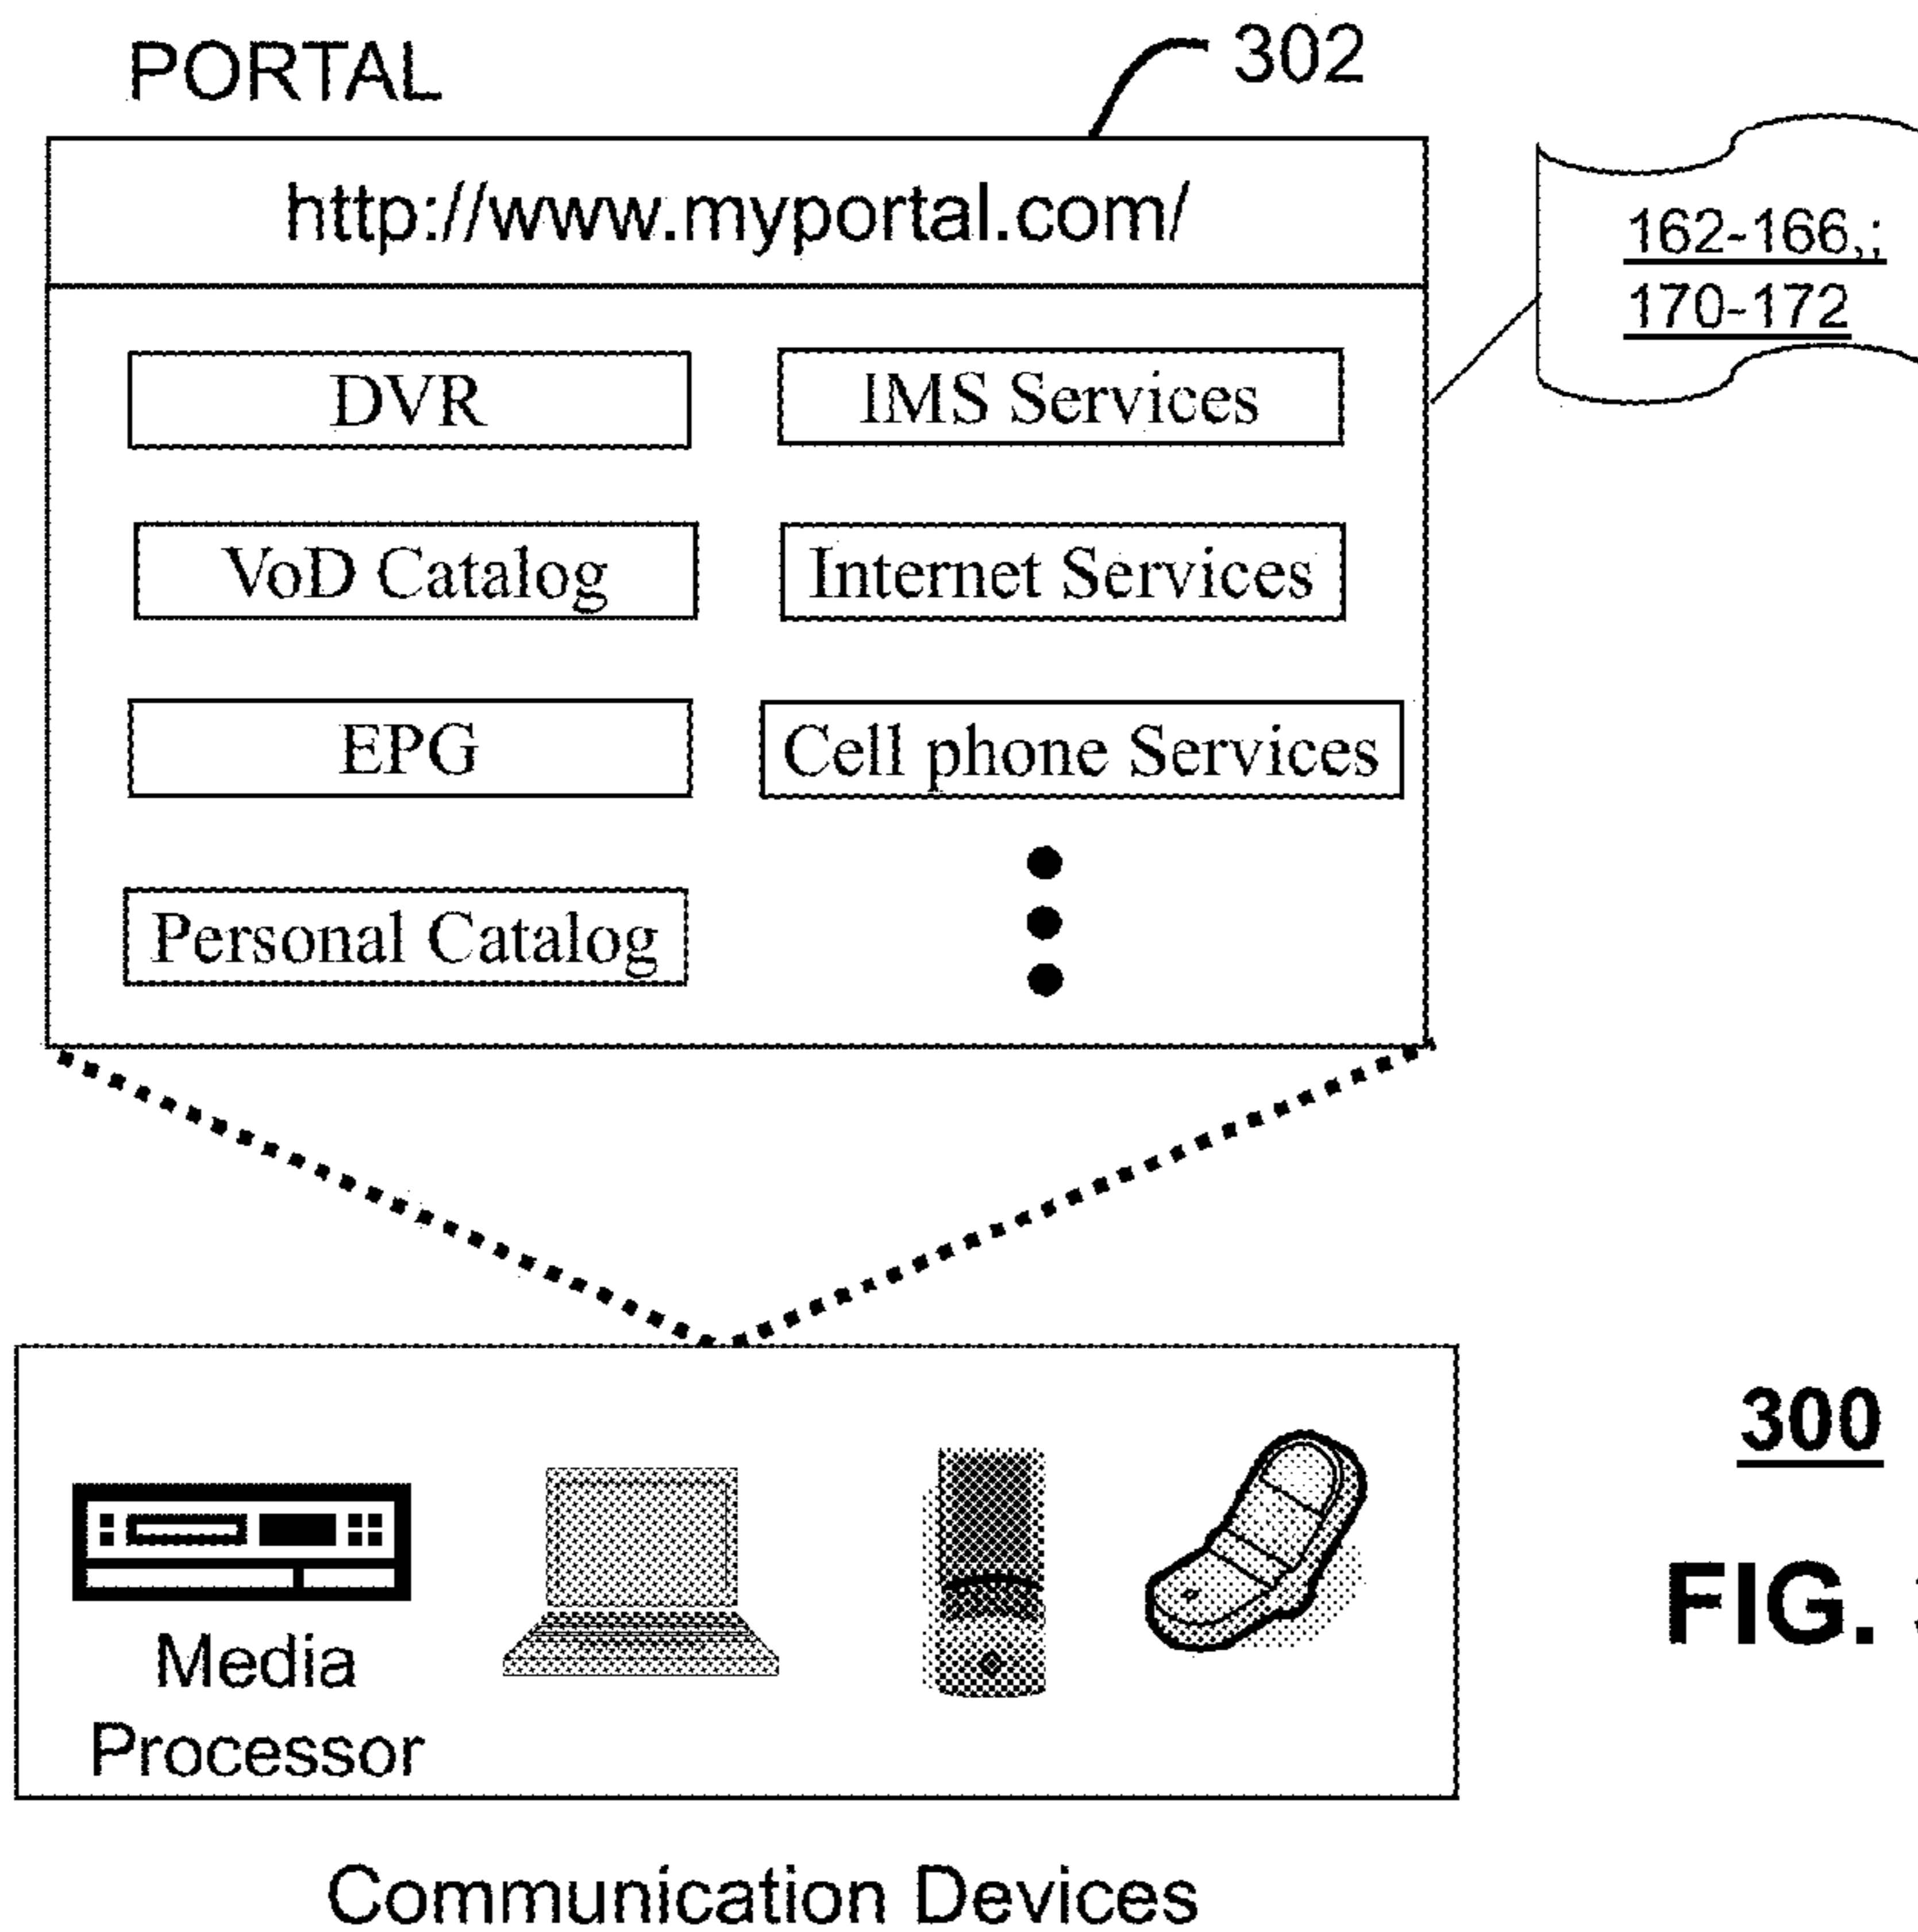 PORTAL
302
http://www.myportal.com/
162-166,;
170-172
DVR
IMS Services
VoD Catalog
Internet Services
EPG
Cell phone Services
Personal Catalog
Media
Processor
300
FIG.
Communication Devices